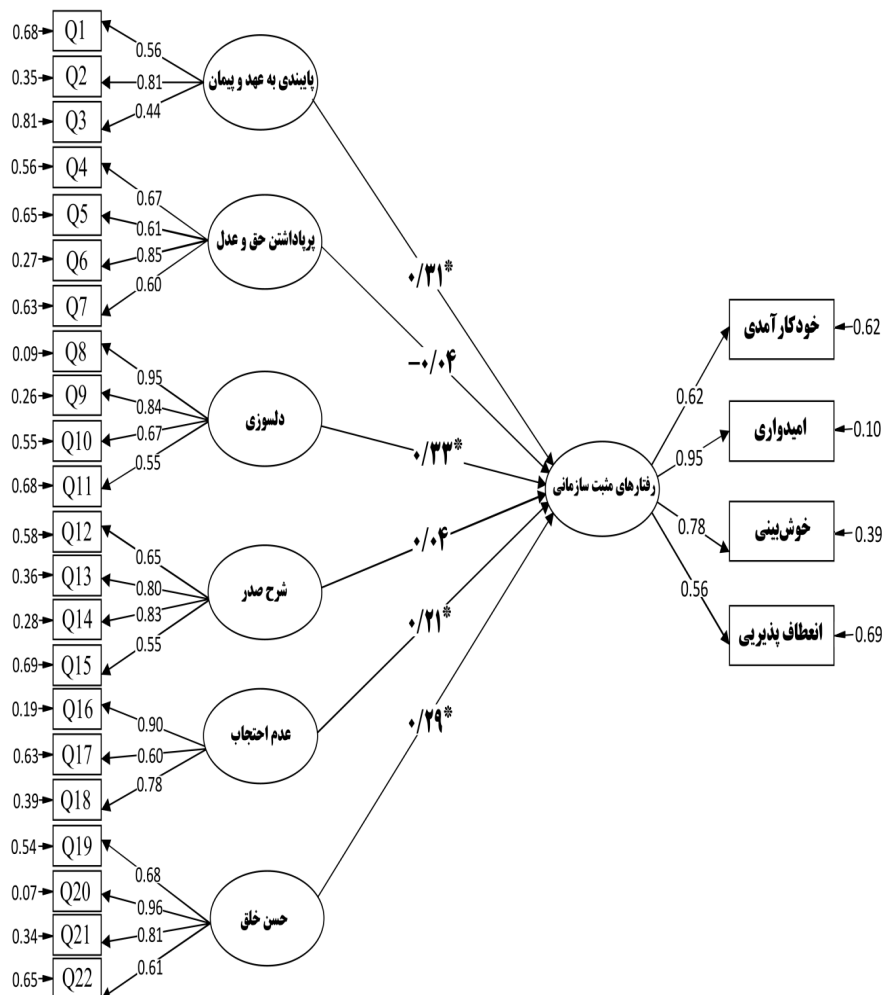 0.68 Q1 0.56
0.35 Q2 0.81
0.81 Q3 0.44
پایبندی به عهد و پیمان
0.56 Q4 0.67
0.65 Q5 0.61
0.27 Q6 0.85
0.63 Q7 0.60
برپاداشتن حق و عدل
0.09 Q8 0.95
0.26 Q9 0.84
0.55 Q10 0.67
0.68 Q11 0.55
دلسوزی
0.58 Q12 0.65
0.36 Q13 0.80
0.28 Q14 0.83
0.69 Q15 0.55
شرح صدر
0.19 Q16 0.90
0.63 Q17 0.60
0.39 Q18 0.78
عدم احتجاب
0.54 Q19 0.68
0.07 Q20 0.96
0.34 Q21 0.81
0.65 Q22 0.61
حسن خلق
۰/۳۱*
−۰/۰۴
۰/۳۳*
۰/۰۴
۰/۲۱*
۰/۲۹*
رفتارهای مثبت سازمانی
0.62 خودکارآمدی 0.62
0.95 امیدواری 0.10
0.78 خوش‌بینی 0.39
0.56 انعطاف پذیریی 0.69